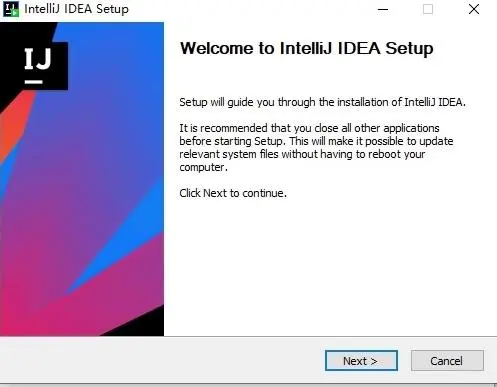 IntelliJ IDEA Setup
IJ
Welcome to IntelliJ IDEA Setup
Setup will guide you through the installation of IntelliJ IDEA.
It is recommended that you close all other applications
before starting Setup. This will make it possible to update
relevant system files without having to reboot your
computer.
Click Next to continue.
Next >
Cancel